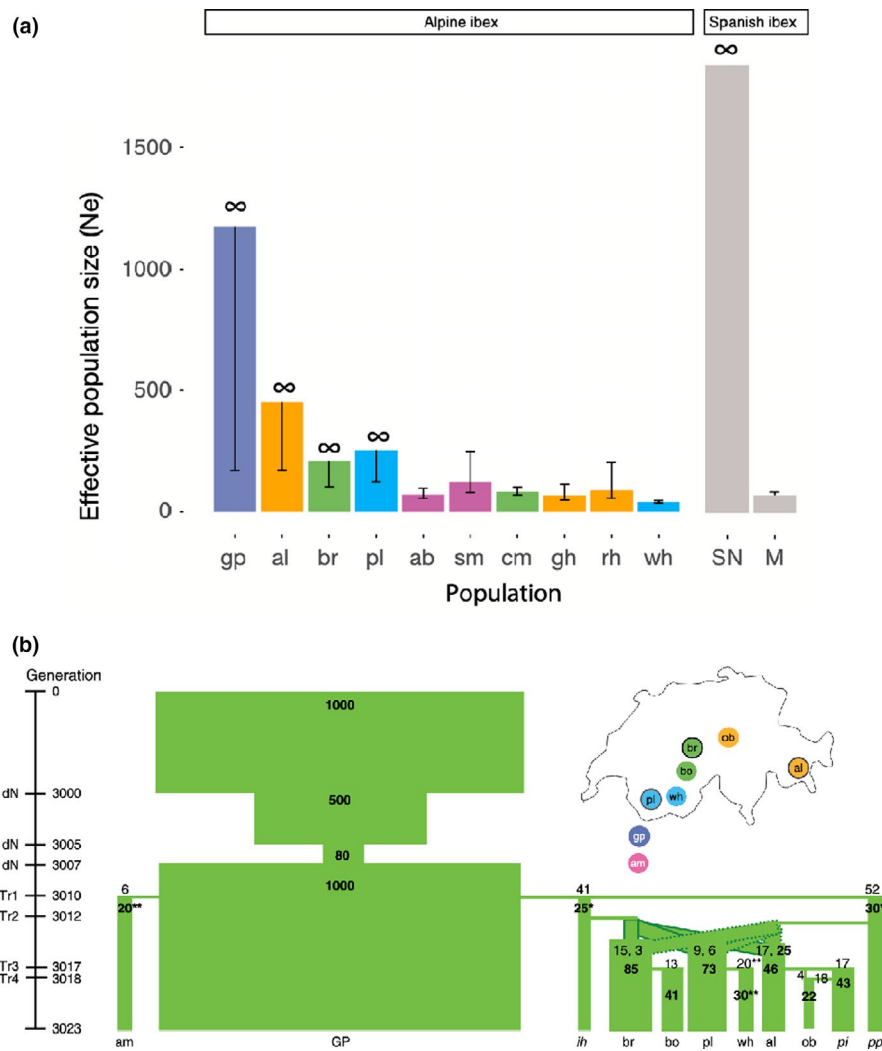 (a)
Alpine ibex
Spanish ibex
Effective population size (Ne)
1500 -
1000 -
500 -
0 -
∞ ∞ ∞ ∞ ∞
gp al br pl ab sm cm gh rh wh SN M
Population
(b)
Generation
0
dN 3000
dN 3005
dN 3007
Tr1 3010
Tr2 3012
Tr3 3017
Tr4 3018
3023
1000
500
80
1000
6
20**
41
25*
52
30*
15, 3
85
13
41
9, 6
73
20**
30**
17, 25
46
4
18
22
17
43
am GP ih br bo pl wh al ob pi pp
br
ob
bo
al
pl
wh
gp
am